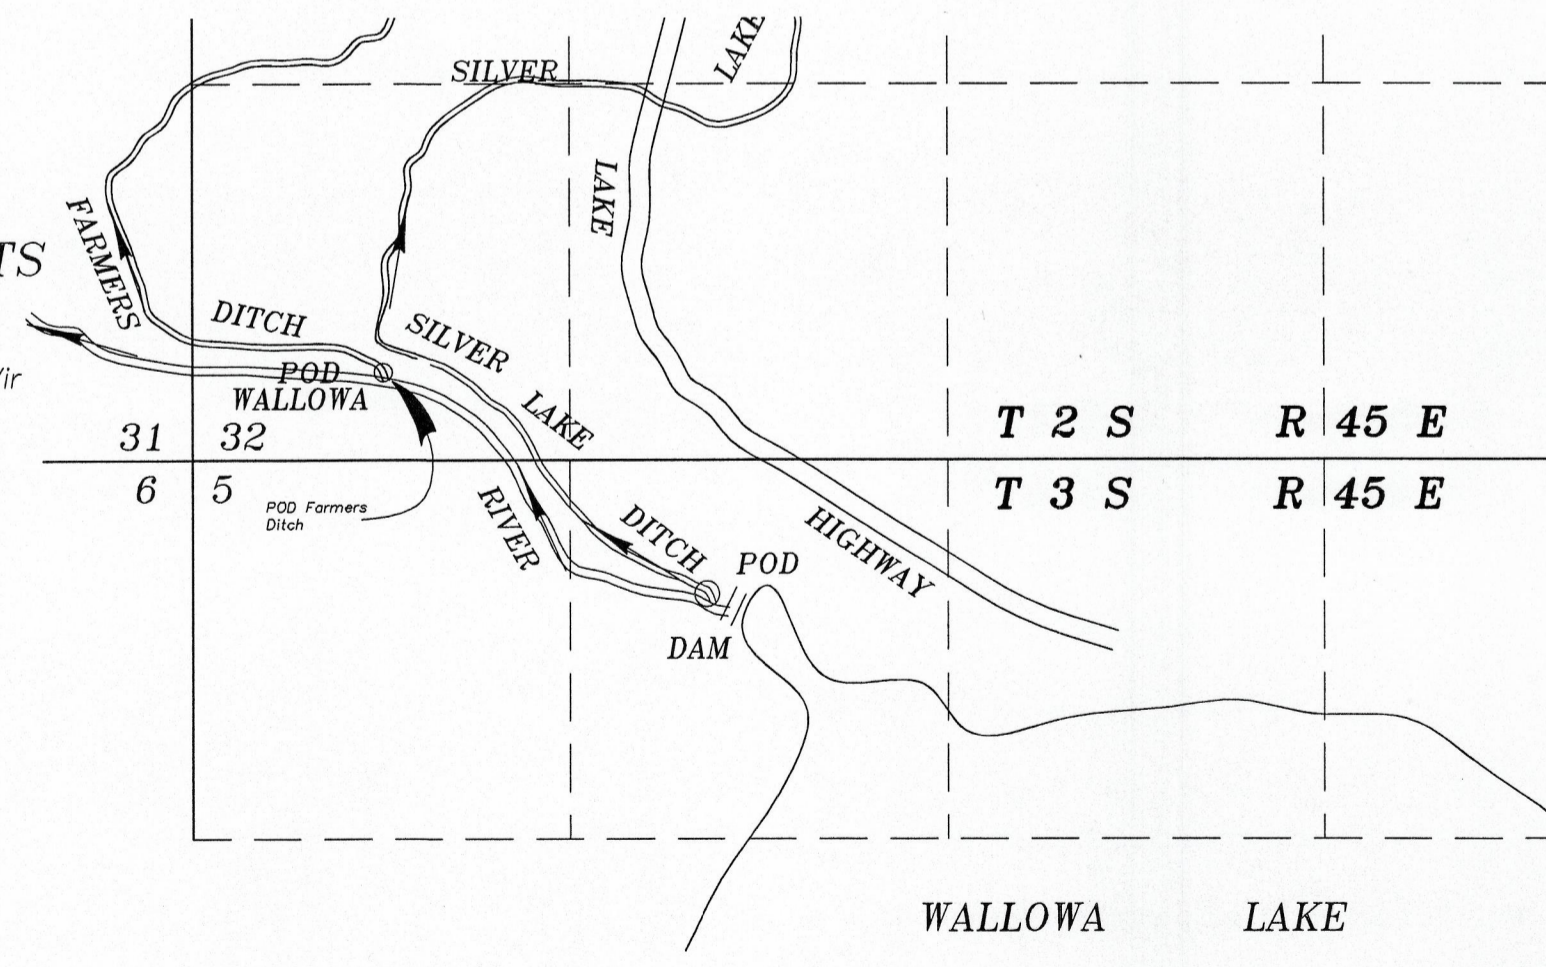 LAKE
SILVER
LAKE
FARMERS
TS
DITCH
SILVER
POD
WALLOWA
LAKE
31 32
T 2 S R 45 E
6 5
T 3 S R 45 E
POD Farmers
Ditch
RIVER
DITCH
HIGHWAY
POD
DAM
WALLOWA LAKE